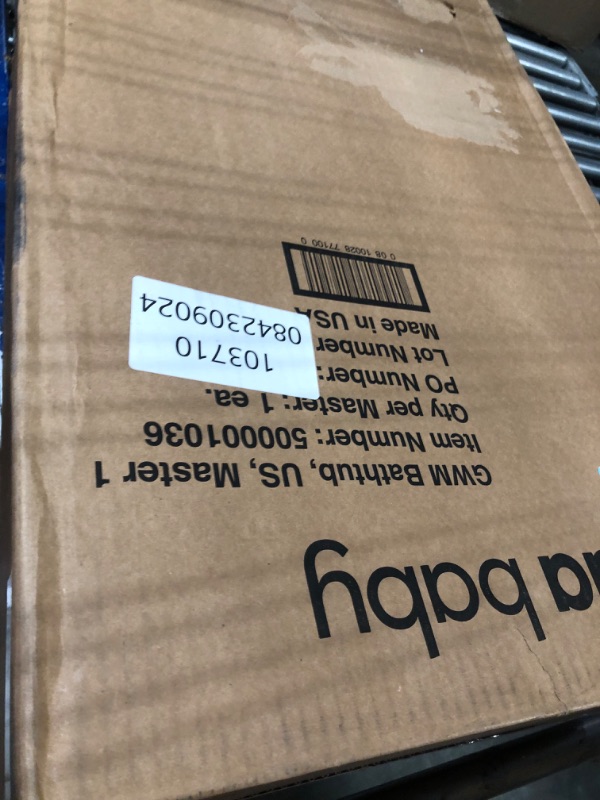 ua baby
GWM Bathtub, US, Master 1
Item Number: 500001036
Qty per Master: 1 ea.
PO Number:
Lot Number
Made in USA
103710
0842309024
0 08 10028 77100 0